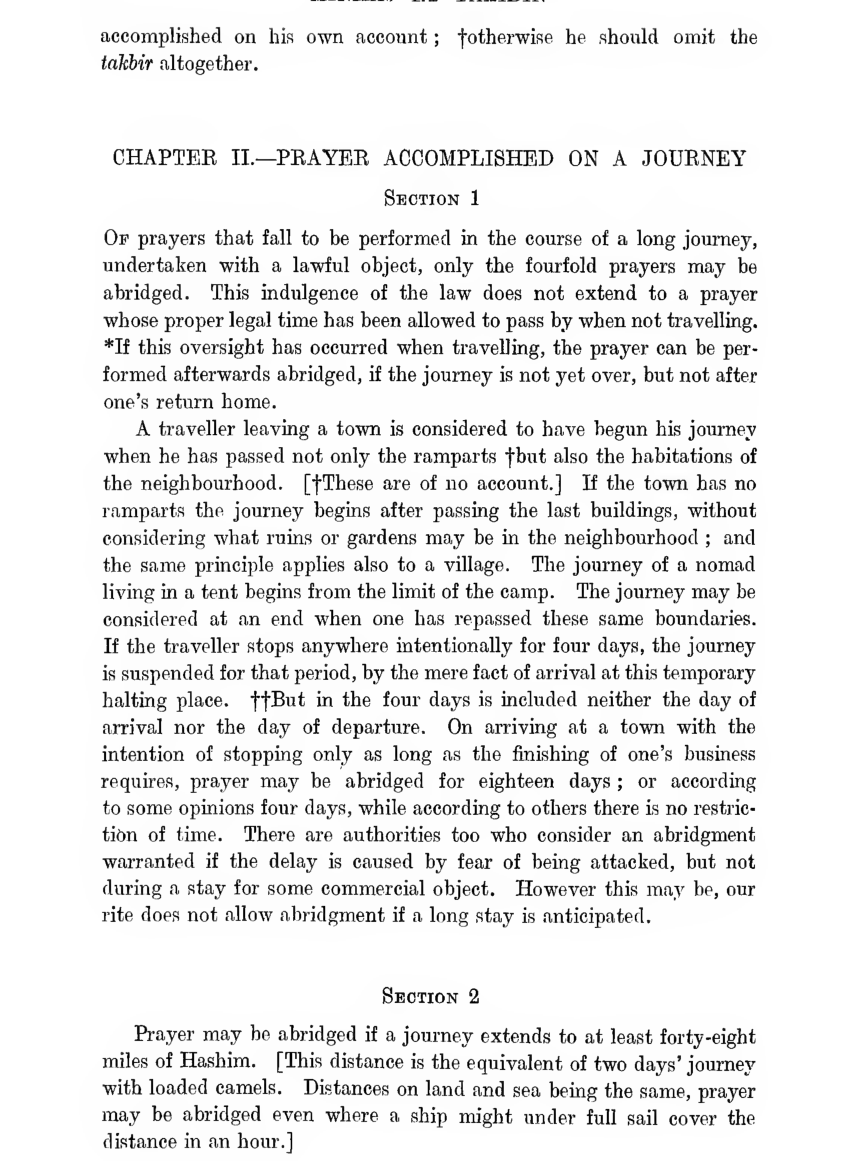 accomplished on his own account ; †otherwise he should omit the
takbir altogether.
CHAPTER II.—PRAYER ACCOMPLISHED ON A JOURNEY
SECTION 1
OF prayers that fall to be performed in the course of a long journey,
undertaken with a lawful object, only the fourfold prayers may be
abridged. This indulgence of the law does not extend to a prayer
whose proper legal time has been allowed to pass by when not travelling.
*If this oversight has occurred when travelling, the prayer can be per-
formed afterwards abridged, if the journey is not yet over, but not after
one's return home.
A traveller leaving a town is considered to have begun his journey
when he has passed not only the ramparts †but also the habitations of
the neighbourhood. [†These are of no account.] If the town has no
ramparts the journey begins after passing the last buildings, without
considering what ruins or gardens may be in the neighbourhood ; and
the same principle applies also to a village. The journey of a nomad
living in a tent begins from the limit of the camp. The journey may be
considered at an end when one has repassed these same boundaries.
If the traveller stops anywhere intentionally for four days, the journey
is suspended for that period, by the mere fact of arrival at this temporary
halting place. ††But in the four days is included neither the day of
arrival nor the day of departure. On arriving at a town with the
intention of stopping only as long as the finishing of one's business
requires, prayer may be abridged for eighteen days ; or according
to some opinions four days, while according to others there is no restric-
tion of time. There are authorities too who consider an abridgment
warranted if the delay is caused by fear of being attacked, but not
during a stay for some commercial object. However this may be, our
rite does not allow abridgment if a long stay is anticipated.
SECTION 2
Prayer may be abridged if a journey extends to at least forty-eight
miles of Hashim. [This distance is the equivalent of two days' journey
with loaded camels. Distances on land and sea being the same, prayer
may be abridged even where a ship might under full sail cover the
distance in an hour.]